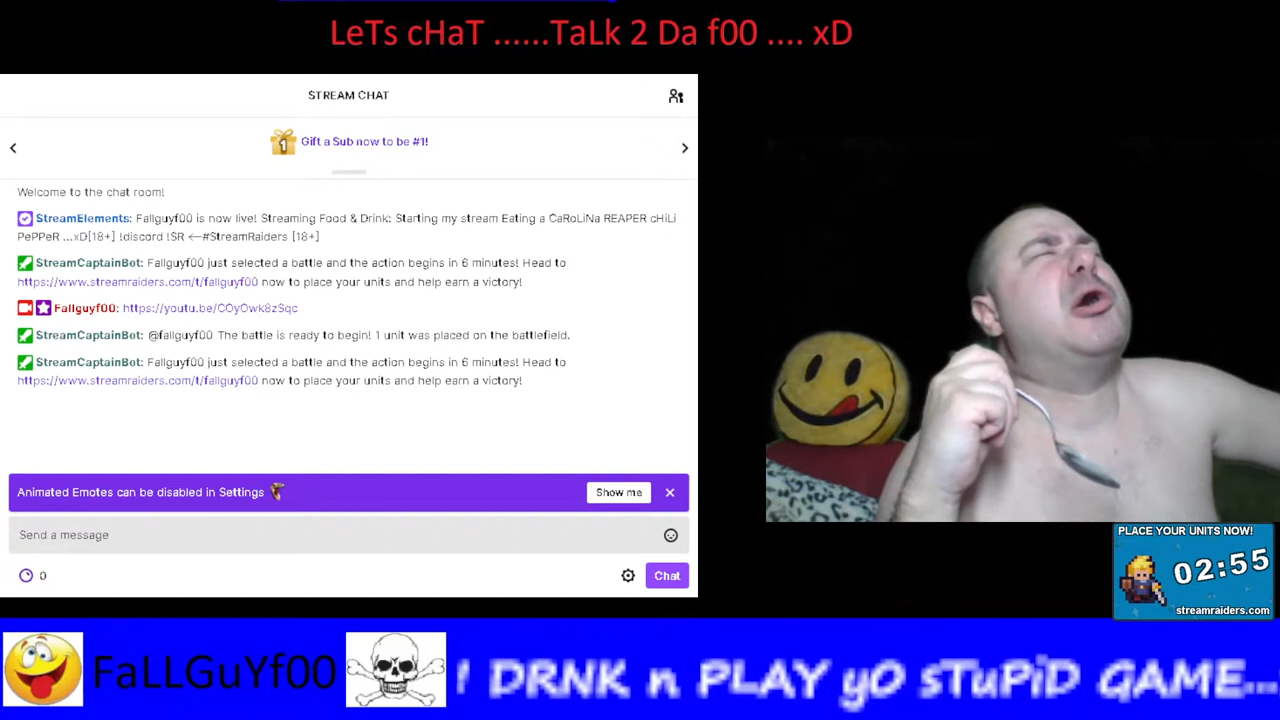 LeTs cHaT ......TaLk 2 Da f00 .... xD
STREAM CHAT
1
Gift a Sub now to be #1!
Welcome to the chat room!
StreamElements: Fallguyf00 is now live! Streaming Food & Drink: Starting my stream Eating a CaRoLiNa REAPER cHiLi
PePPeR ...xD[18+] !discord !SR <--#StreamRaiders [18+]
StreamCaptainBot: Fallguyf00 just selected a battle and the action begins in 6 minutes! Head to
https://www.streamraiders.com/t/fallguyf00 now to place your units and help earn a victory!
Fallguyf00: https://youtu.be/COyOwk8zSqc
StreamCaptainBot: @fallguyf00 The battle is ready to begin! 1 unit was placed on the battlefield.
StreamCaptainBot: Fallguyf00 just selected a battle and the action begins in 6 minutes! Head to
https://www.streamraiders.com/t/fallguyf00 now to place your units and help earn a victory!
Animated Emotes can be disabled in Settings
Show me
Send a message
0
Chat
PLACE YOUR UNITS NOW!
02:55
streamraiders.com
FaLLGuYf00
! DRNK n PLAY yO sTuPiD GAME...